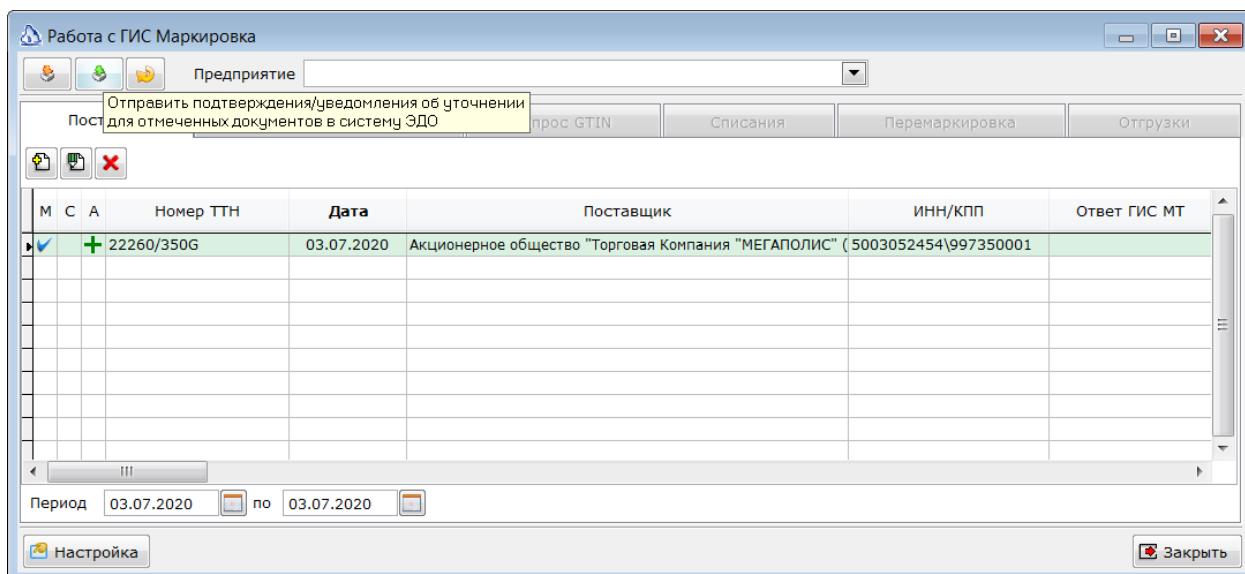 Работа с ГИС Маркировка
Предприятие
Отправить подтверждения/уведомления об уточнении
для отмеченных документов в систему ЭДО
Пост
прос GTIN
Списания
Перемаркировка
Отгрузки
М С А Номер ТТН Дата Поставщик ИНН/КПП Ответ ГИС МТ
22260/350G 03.07.2020 Акционерное общество "Торговая Компания "МЕГАПОЛИС" ( 5003052454\997350001
Период 03.07.2020 по 03.07.2020
Настройка
Закрыть